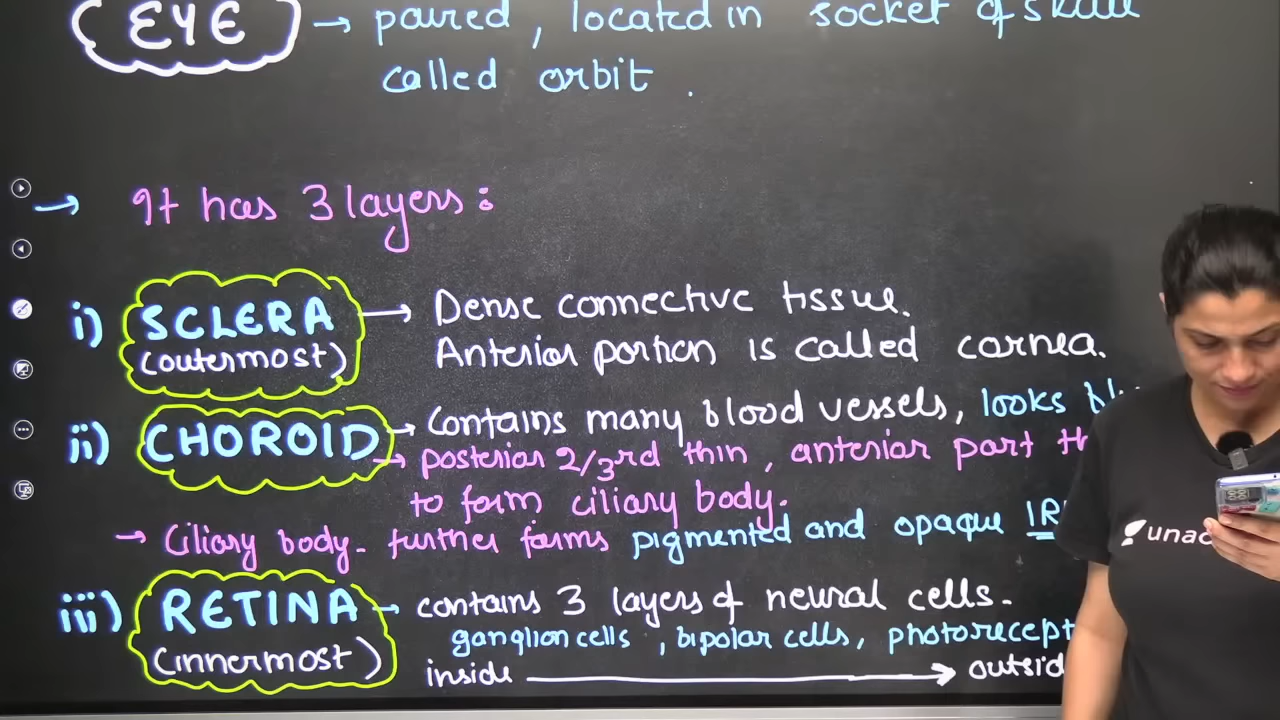 EYE → paired, located in socket of skull
called orbit.
→ It has 3 layers:
i) SCLERA → Dense connective tissue.
(outermost) Anterior portion is called cornea.
ii) CHOROID → Contains many blood vessels, looks
→ posterior 2/3rd thin, anterior part
to form ciliary body.
→ Ciliary body - further forms pigmented and opaque
iii) RETINA → contains 3 layers of neural cells.
ganglion cells, bipolar cells,
(innermost) inside →